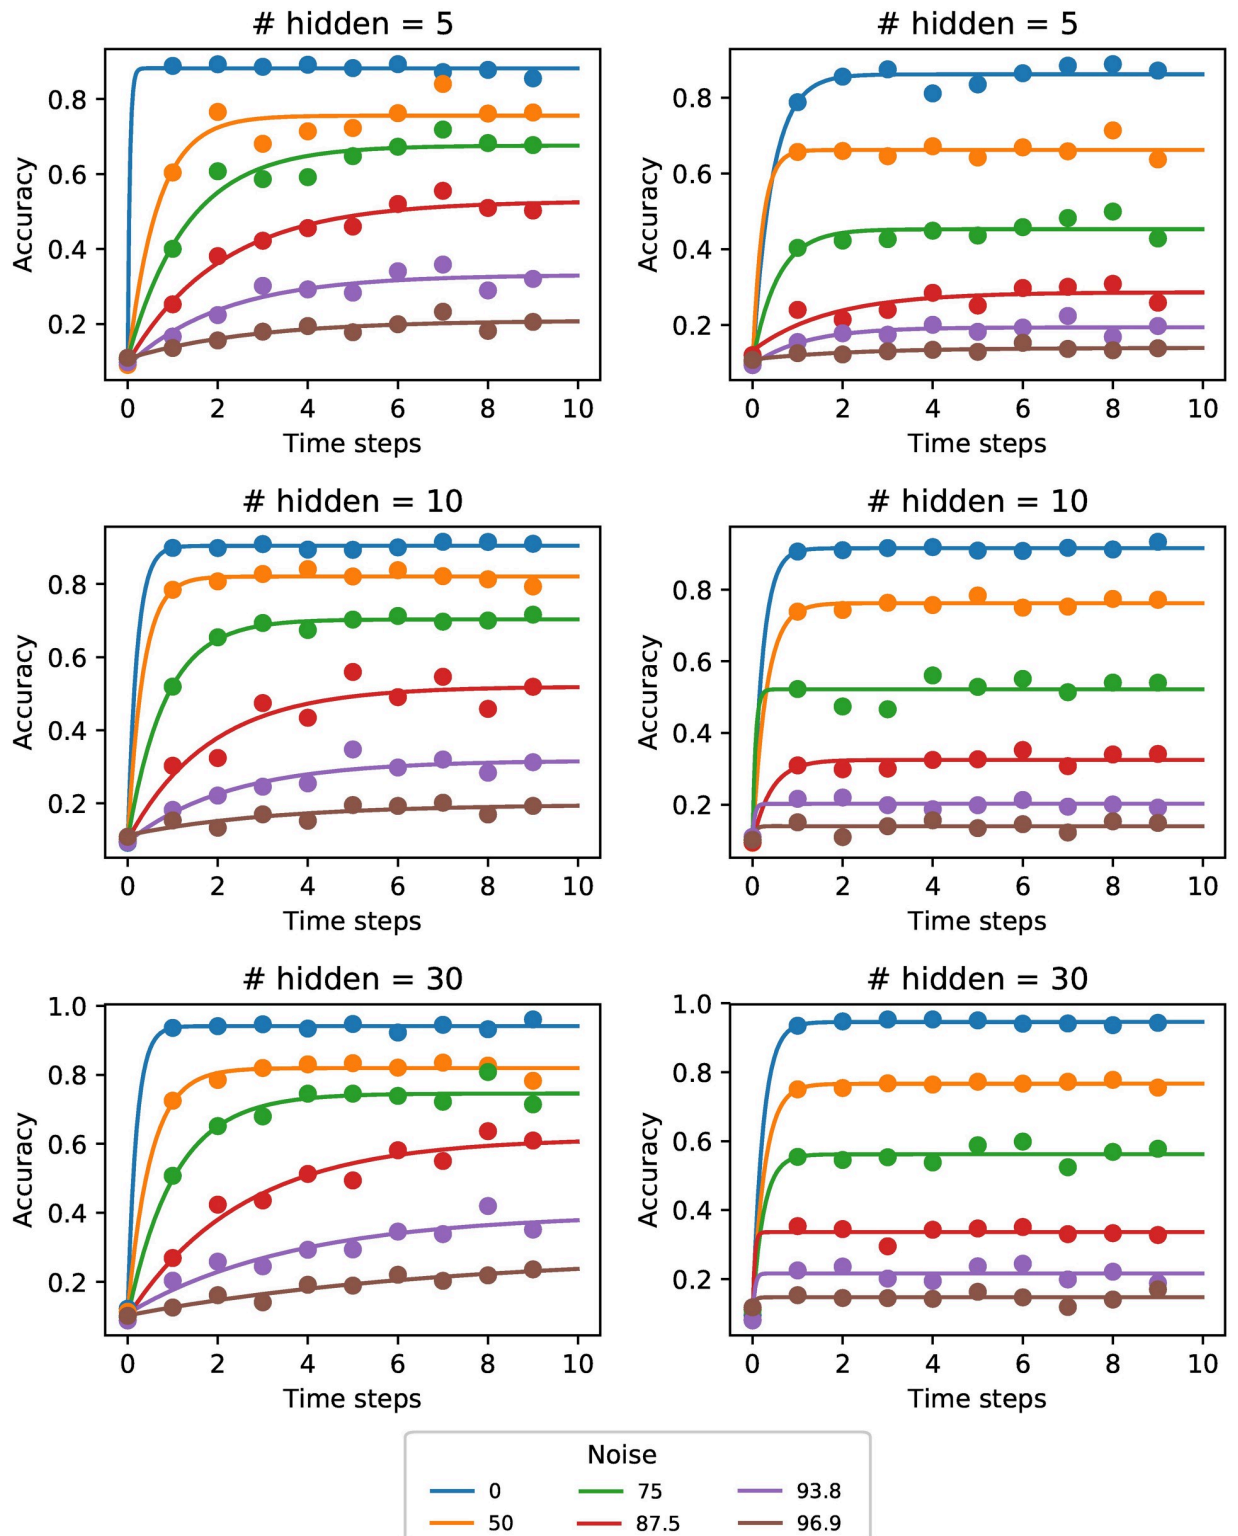 # hidden = 5
0.8
0.6
0.4
0.2
Accuracy
0 2 4 6 8 10
Time steps
# hidden = 5
0.8
0.6
0.4
0.2
Accuracy
0 2 4 6 8 10
Time steps
# hidden = 10
0.8
0.6
0.4
0.2
Accuracy
0 2 4 6 8 10
Time steps
# hidden = 10
0.8
0.6
0.4
0.2
Accuracy
0 2 4 6 8 10
Time steps
# hidden = 30
1.0
0.8
0.6
0.4
0.2
Accuracy
0 2 4 6 8 10
Time steps
# hidden = 30
1.0
0.8
0.6
0.4
0.2
Accuracy
0 2 4 6 8 10
Time steps
Noise
0 75 93.8
50 87.5 96.9